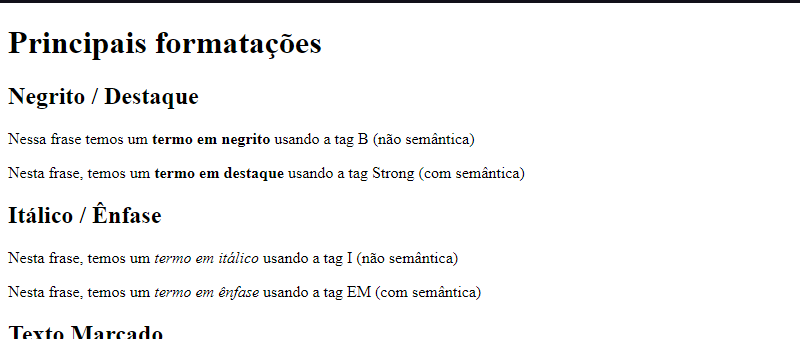 Principais formatações
Negrito / Destaque
Nessa frase temos um termo em negrito usando a tag B (não semântica)
Nesta frase, temos um termo em destaque usando a tag Strong (com semântica)
Itálico / Ênfase
Nesta frase, temos um termo em itálico usando a tag I (não semântica)
Nesta frase, temos um termo em ênfase usando a tag EM (com semântica)
Texto Marcado